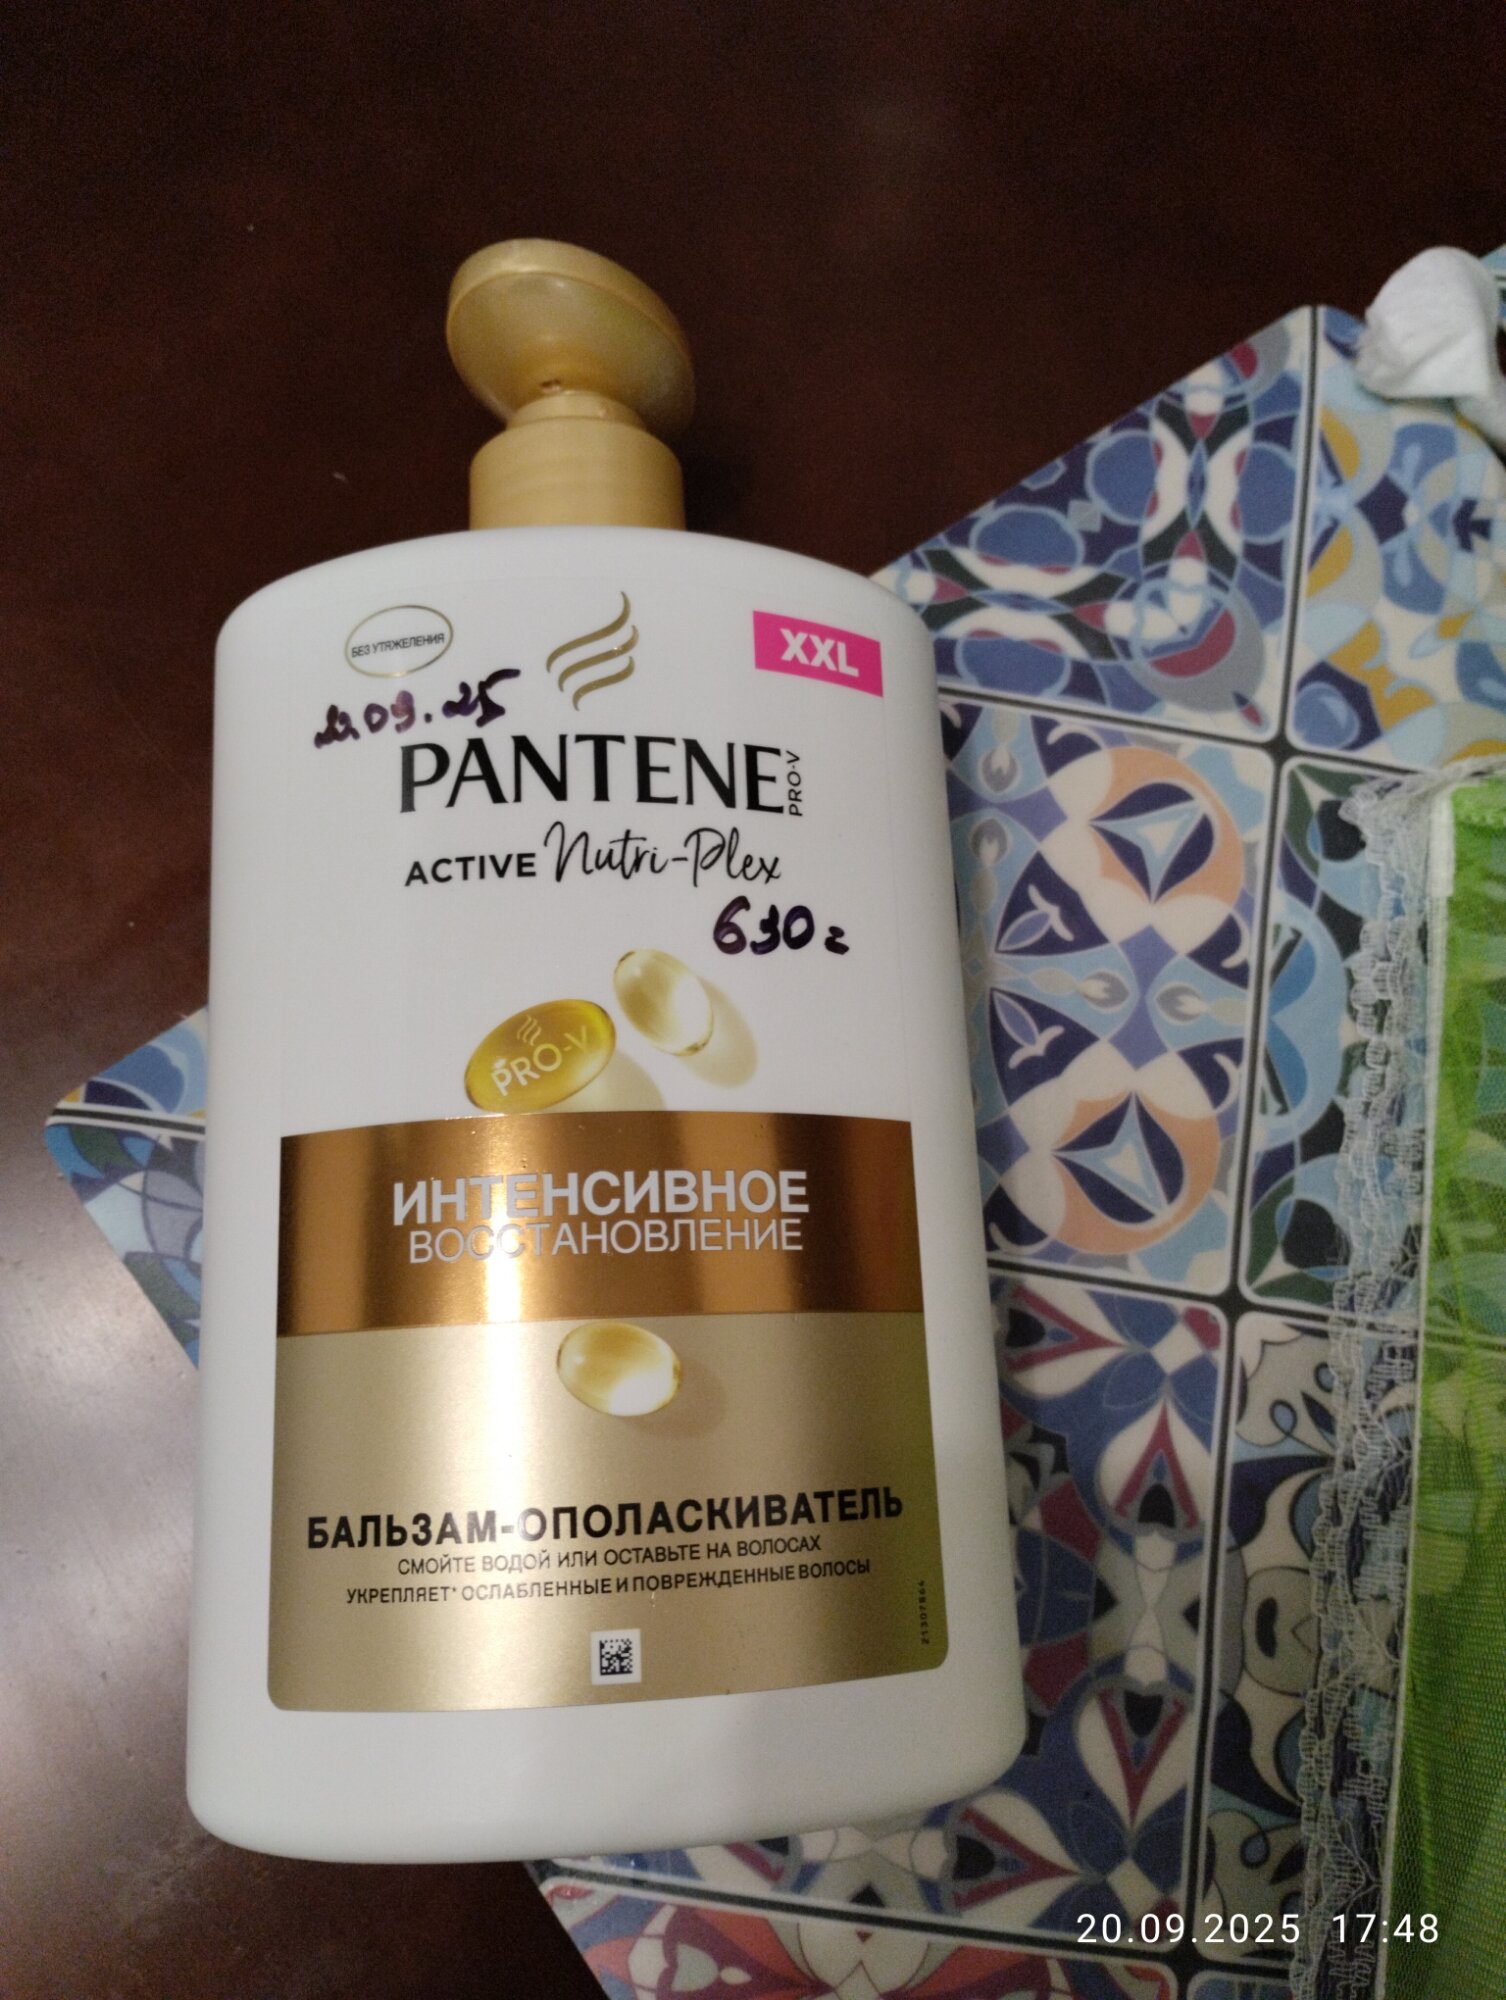 БЕЗ УТЯЖЕЛЕНИЯ
XXL
PANTENE
PRO-V
ACTIVE Nutri-Plex
630г
PRO-V
ИНТЕНСИВНОЕ
ВОССТАНОВЛЕНИЕ
БАЛЬЗАМ-ОПОЛАСКИВАТЕЛЬ
СМОЙТЕ ВОДОЙ ИЛИ ОСТАВЬТЕ НА ВОЛОСАХ
УКРЕПЛЯЕТ* ОСЛАБЛЕННЫЕ И ПОВРЕЖДЕННЫЕ ВОЛОСЫ
20.09.2025 17:48